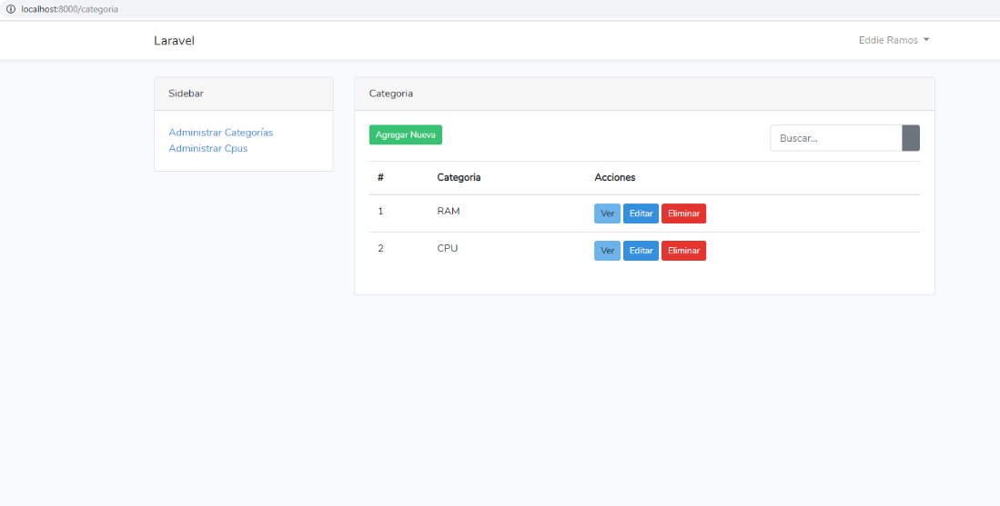 localhost:8000/categoria
Laravel
Eddie Ramos
Sidebar
Administrar Categorías
Administrar Cpus
Categoria
Agregar Nueva
Buscar...
# Categoria Acciones
1 RAM Ver Editar Eliminar
2 CPU Ver Editar Eliminar